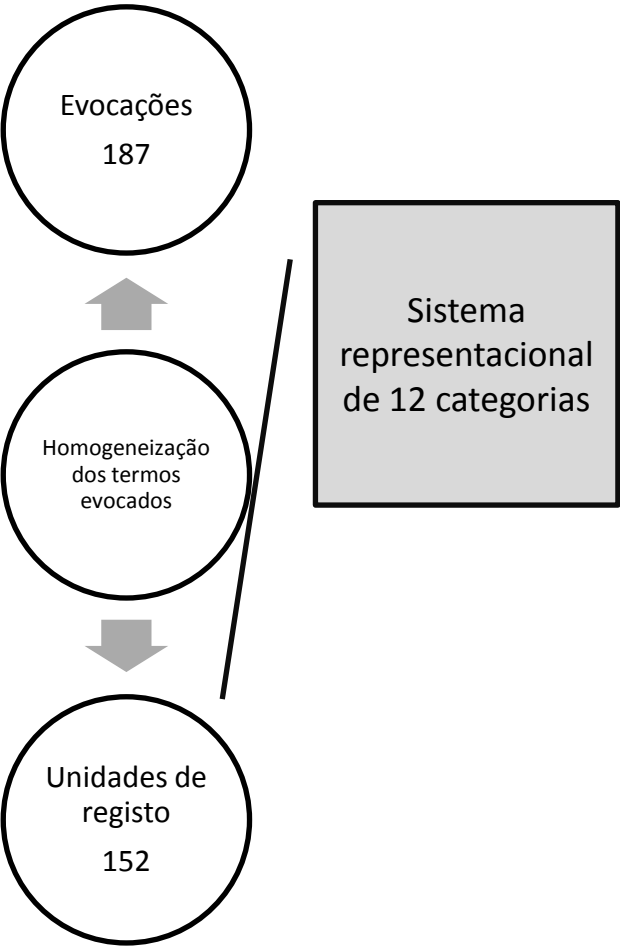 Evocações
187
Homogeneização
dos termos
evocados
Unidades de
registo
152
Sistema
representacional
de 12 categorias